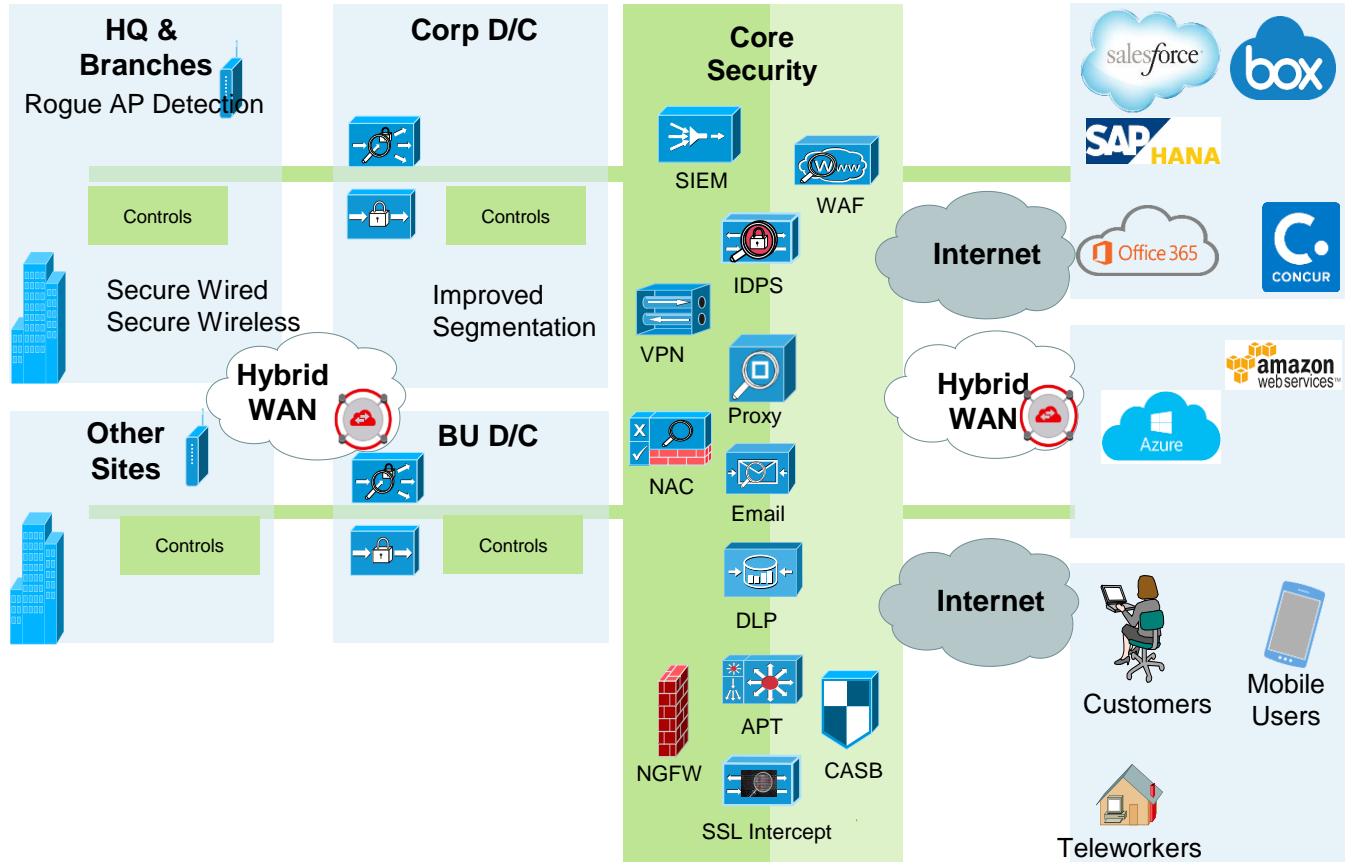 HQ &
Branches
Rogue AP Detection
Controls
Secure Wired
Secure Wireless
Hybrid
WAN
Other
Sites
Controls
Corp D/C
Controls
Improved
Segmentation
BU D/C
Controls
Core
Security
SIEM
www
WAF
IDPS
VPN
Proxy
X
NAC
Email
DLP
APT
NGFW
CASB
SSL Intercept
Internet
Hybrid
WAN
Internet
salesforce
box
SAP HANA
Office 365
C.
CONCUR
amazon
webservices™
Azure
Customers
Mobile
Users
Teleworkers